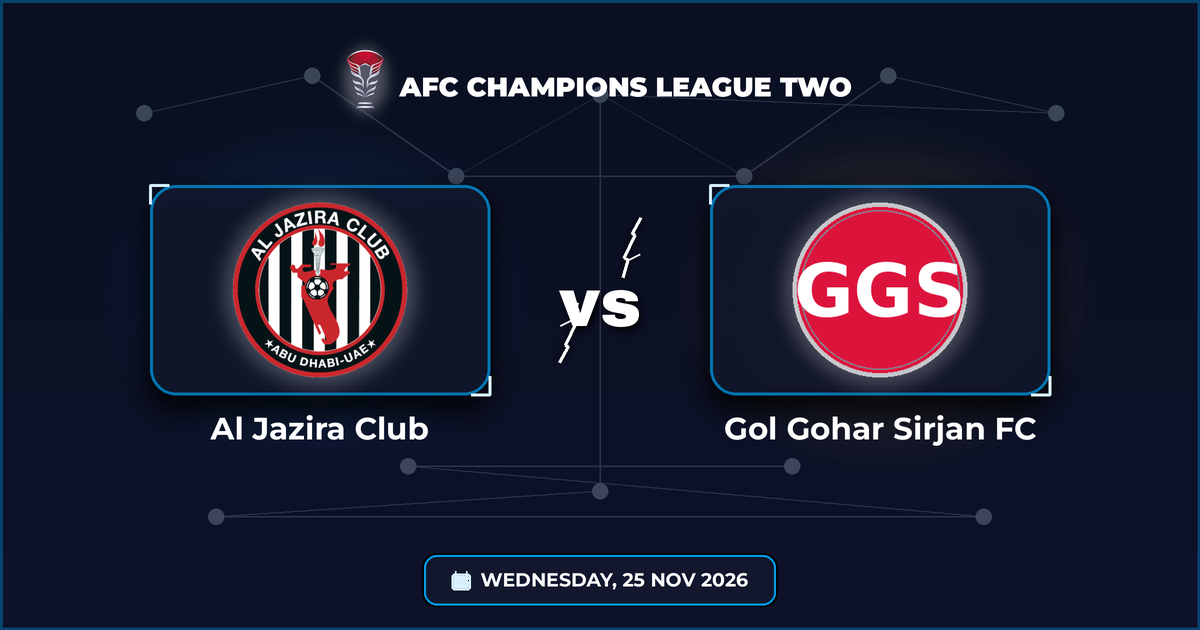 AFC CHAMPIONS LEAGUE TWO
AL JAZIRA CLUB
★ABU DHABI-UAE★
VS
GGS
Al Jazira Club
Gol Gohar Sirjan FC
WEDNESDAY, 25 NOV 2026